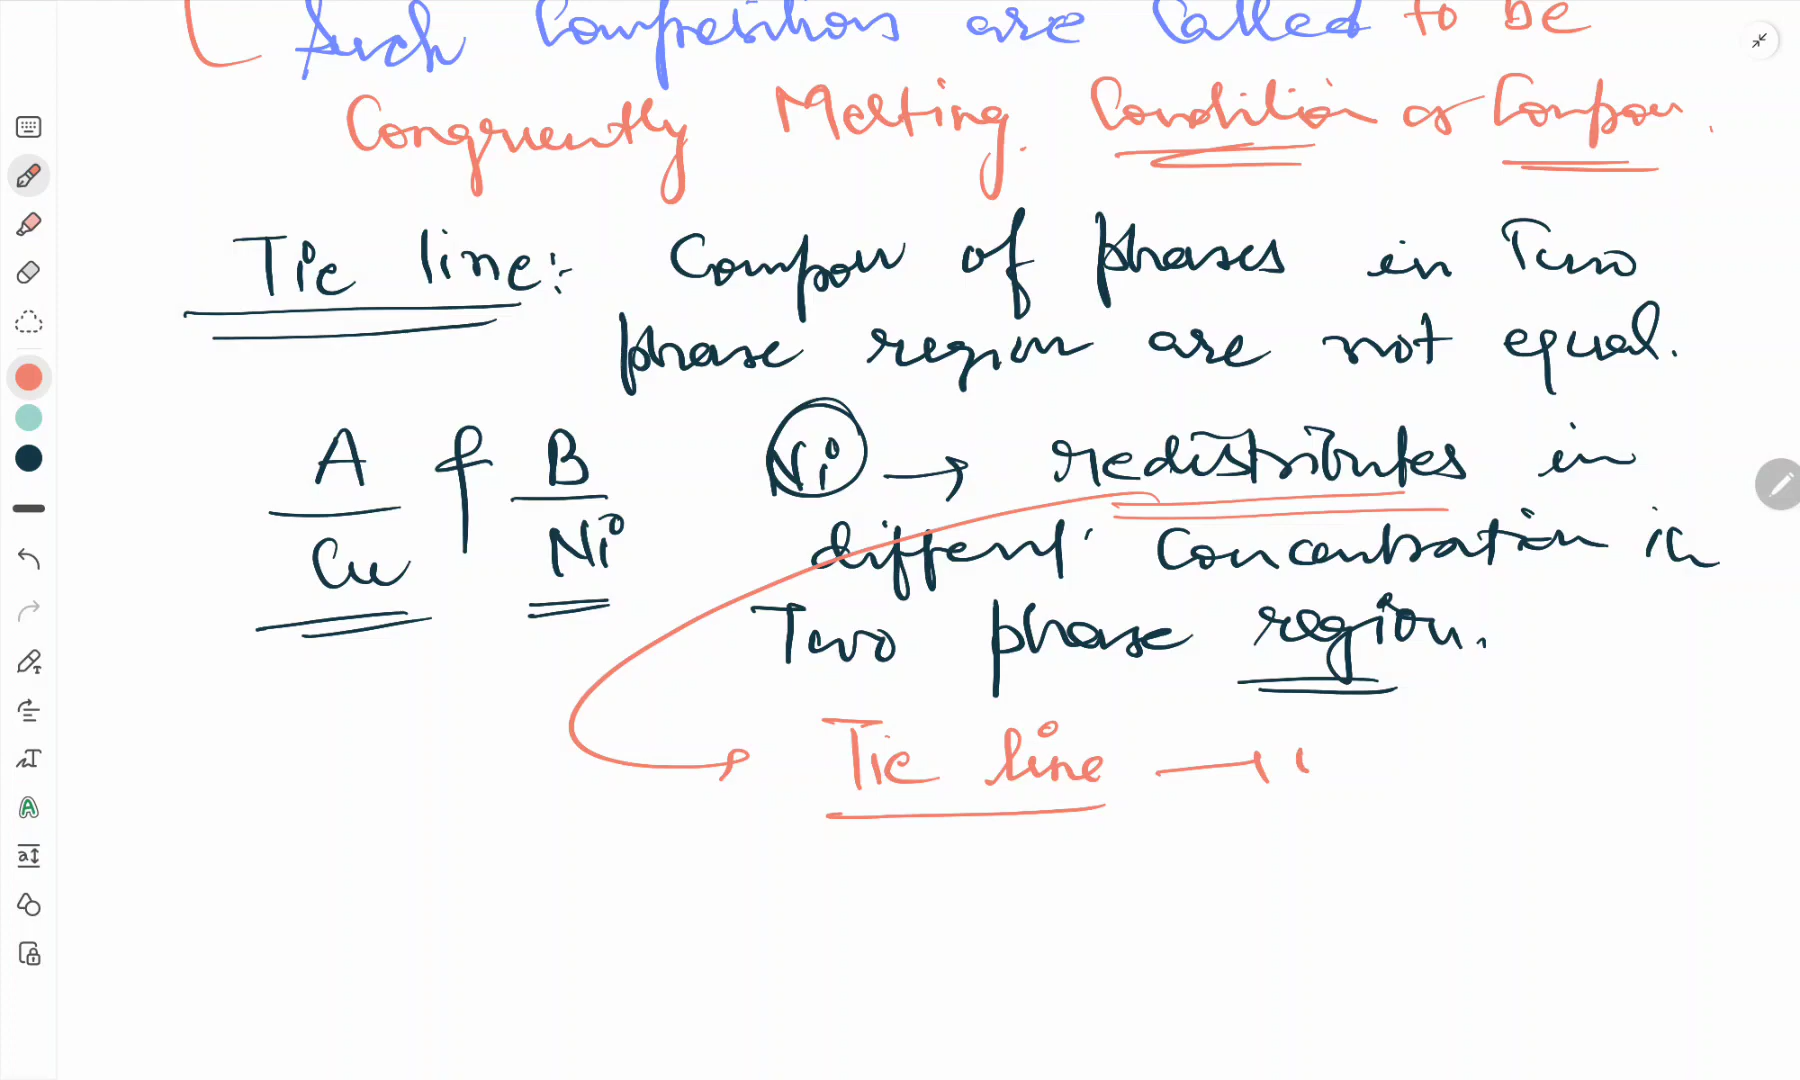 Such Compositions are Called to be
Congruently Melting. Condition or Compon.
Tie line: Compon of phases in Two
phase region are not equal.
A & B Ni → redistributes in
Cu Ni different Concentration in
Two phase region.
Tie line →